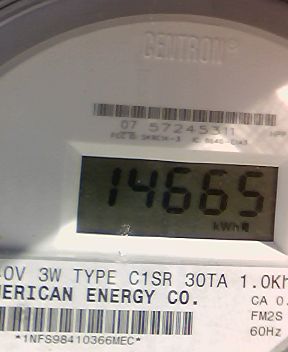 CENTRON®
07 57245311
14665
kWh
.0V 3W TYPE C1SR 30TA 1.0Kh
MERICAN ENERGY CO.
CA 0.
FM2S
60Hz
*1NFS98410366MEC*